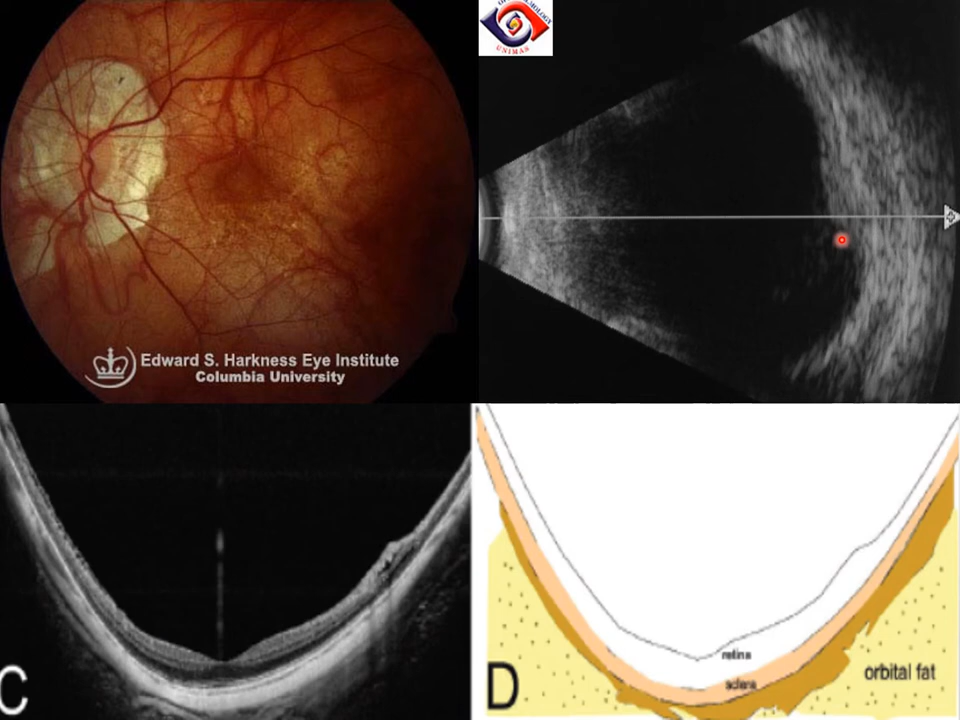 UNIMAS
Edward S. Harkness Eye Institute
Columbia University
C
D
retina
sclera
orbital fat